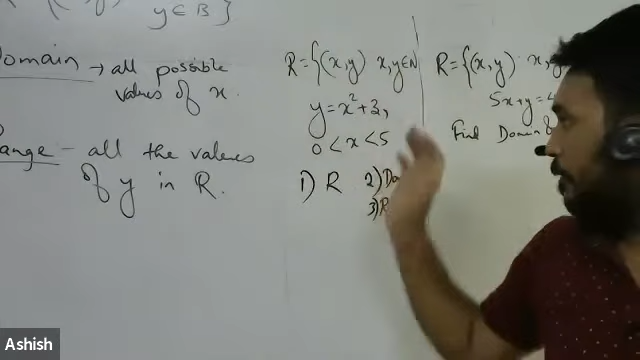 y ∈ B }
Domain → all possible
values of x.
Range - all the values
of y in R.
R = {(x, y) x, y ∈ N
y = x² + 3,
0 < x < 5
1) R 2) Do
3) R
R = {(x, y) x, y
5x + y =
Find Domain &
Ashish